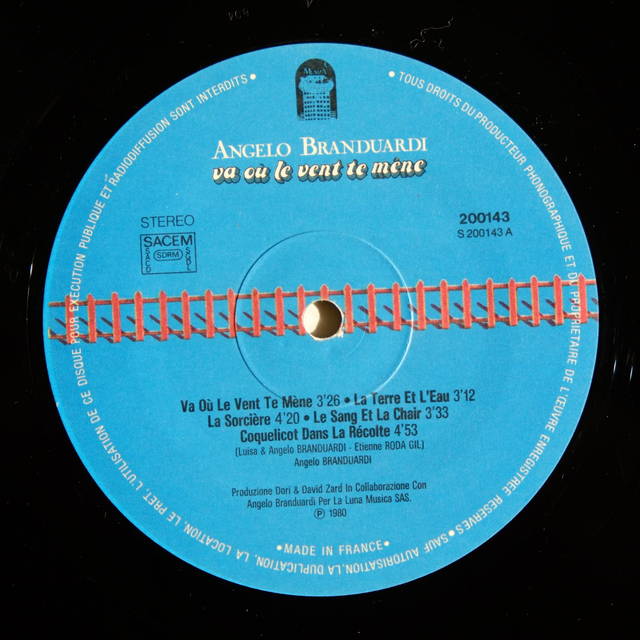 MUSIZA
ANGELO BRANDUARDI
va où le vent te mène
STEREO
SACEM
SACD
SDRM
SGDL
200143
S 200143 A
Va Où Le Vent Te Mène 3'26 • La Terre Et L'Eau 3'12
La Sorcière 4'20 • Le Sang Et La Chair 3'33
Coquelicot Dans La Récolte 4'53
(Luisa & Angelo BRANDUARDI - Etienne RODA GIL)
Angelo BRANDUARDI
Produzione Dori & David Zard In Collaborazione Con
Angelo Branduardi Per La Luna Musica SAS.
℗ 1980
• MADE IN FRANCE •
• TOUS DROITS DU PRODUCTEUR PHONOGRAPHIQUE ET DU PROPRIETAIRE DE L'ŒUVRE ENREGISTREE RESERVES • SAUF AUTORISATION, LA DUPLICATION, LA LOCATION, LE PRET, L'UTILISATION DE CE DISQUE POUR EXECUTION PUBLIQUE ET RADIODIFFUSION SONT INTERDITS •